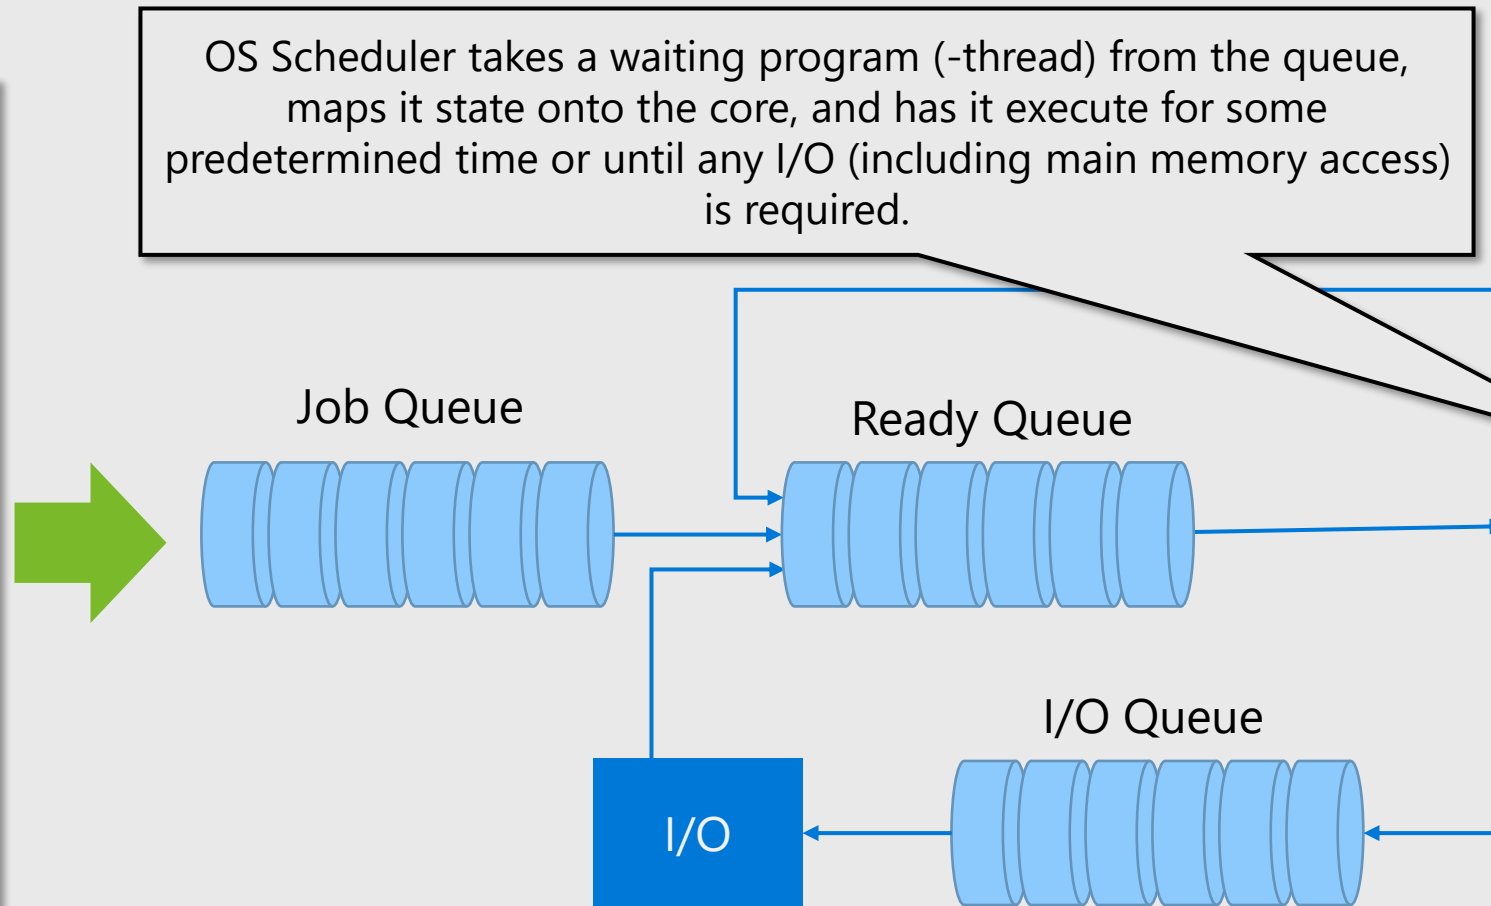 OS Scheduler takes a waiting program (-thread) from the queue,
maps it state onto the core, and has it execute for some
predetermined time or until any I/O (including main memory access)
is required.
Job Queue
Ready Queue
I/O Queue
I/O